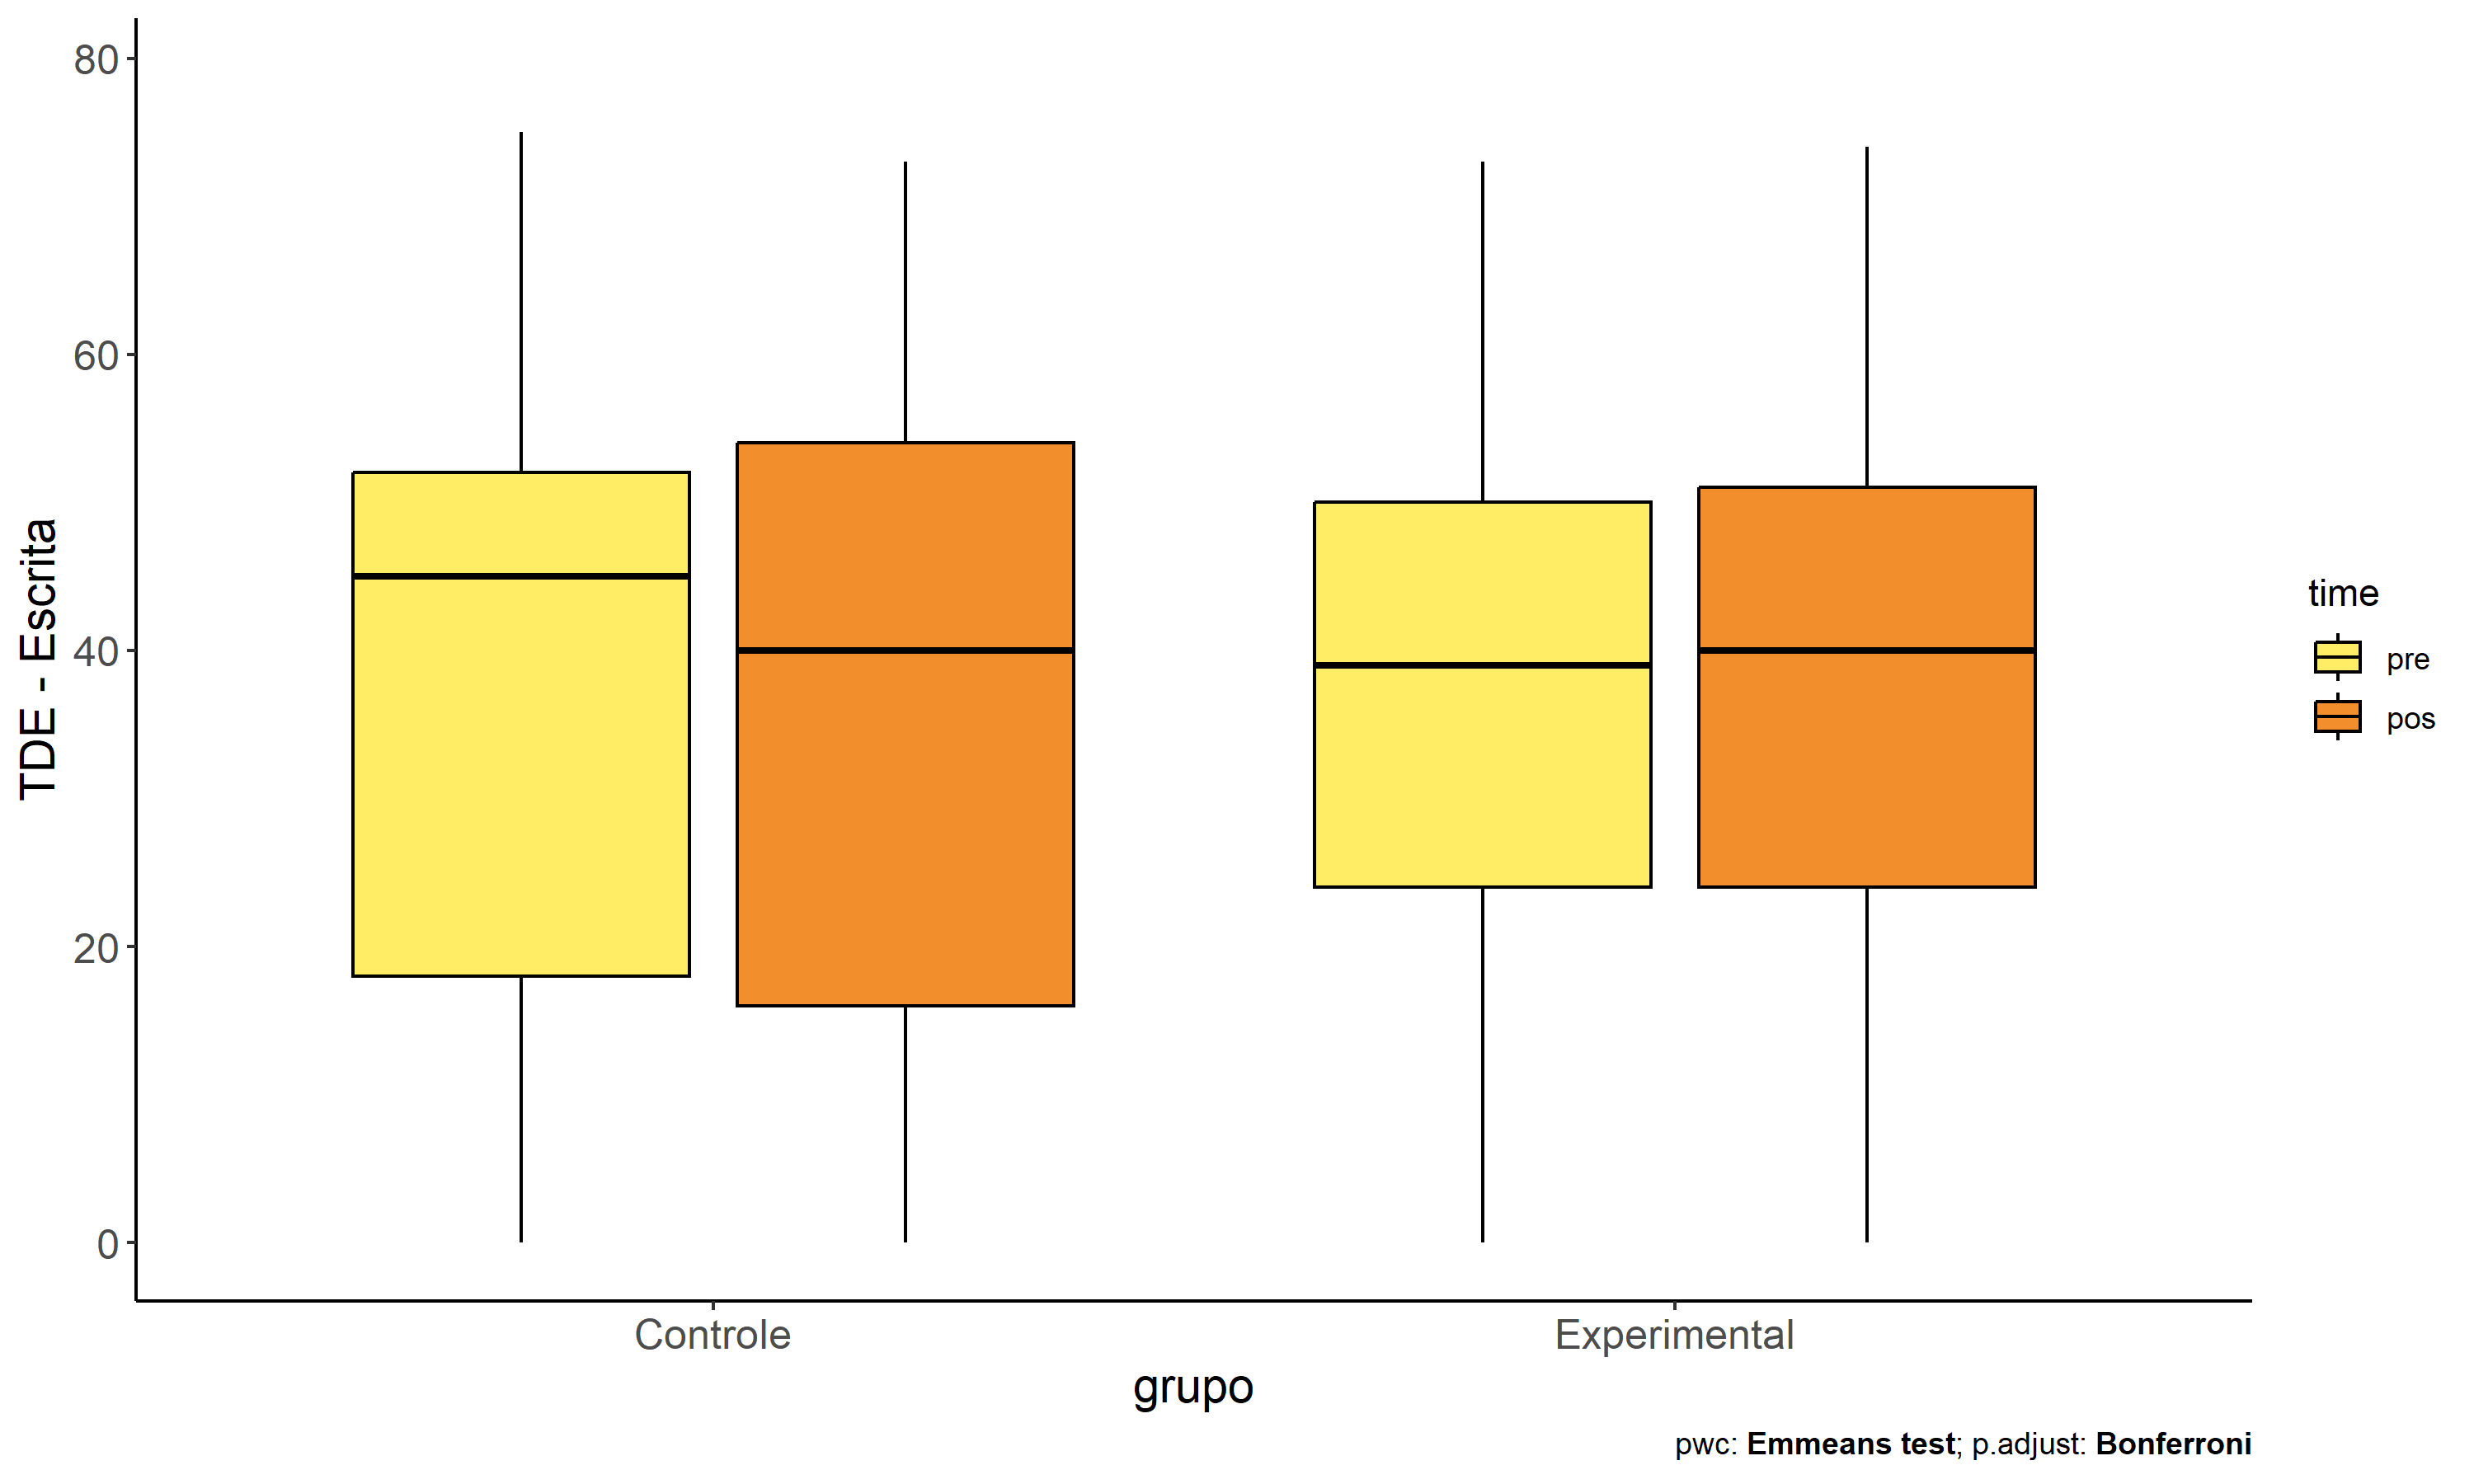 80
60
40
20
0
TDE - Escrita
Controle
Experimental
grupo
time
pre
pos
pwc: Emmeans test; p.adjust: Bonferroni